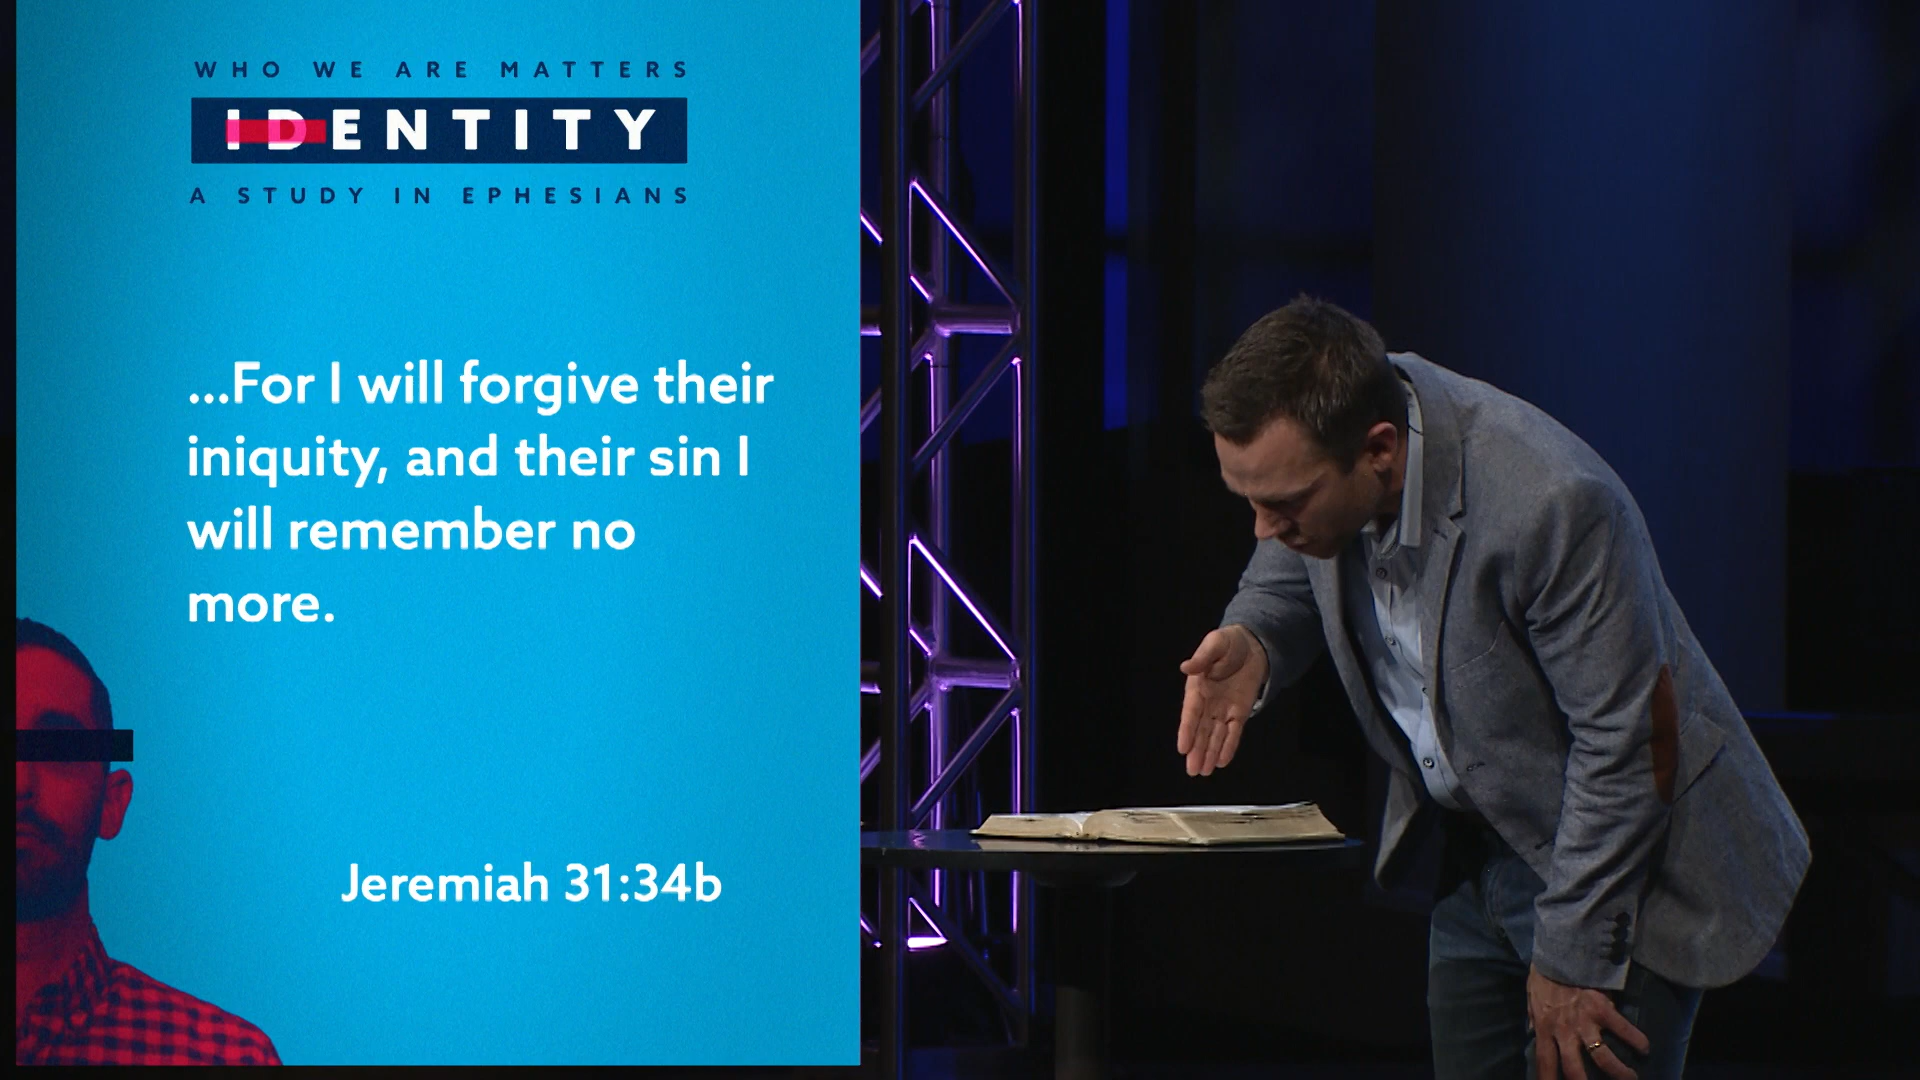 WHO WE ARE MATTERS
IDENTITY
A STUDY IN EPHESIANS
...For I will forgive their
iniquity, and their sin I
will remember no
more.
Jeremiah 31:34b